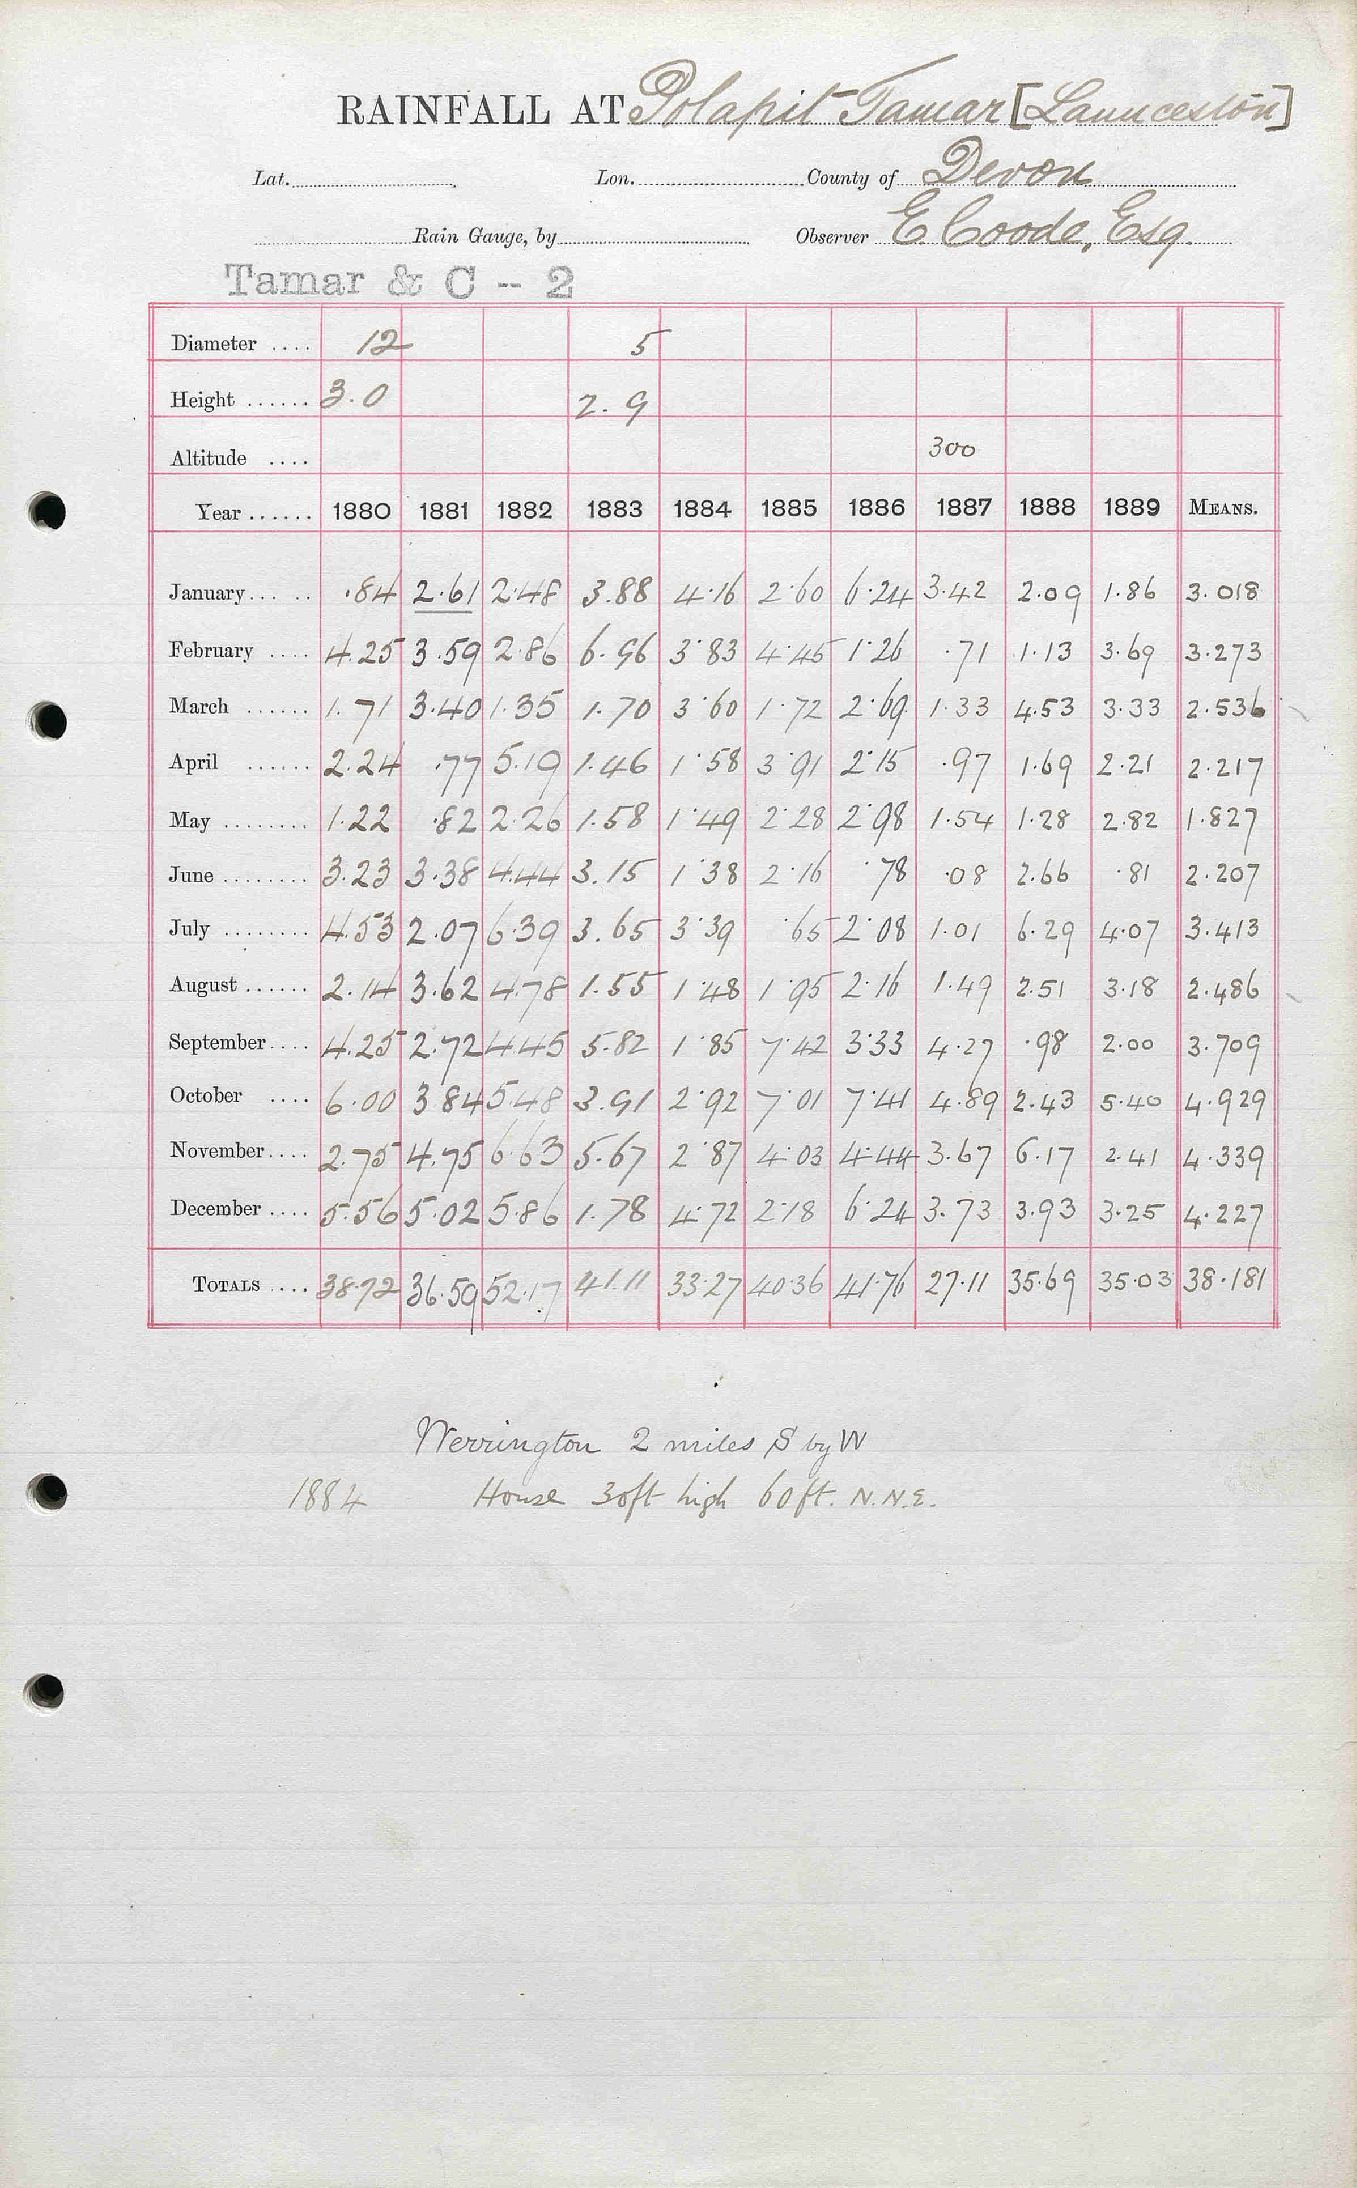 RAINFALL AT Polapit Tamar [Launceston]
Lat. Lon. County of Devon
Rain Gauge, by Observer E Coode, Esq.
Tamar & C -- 2
Diameter .... 12 5
Height ...... 3.0 2.9
Altitude .... 300
Year ...... 1880 1881 1882 1883 1884 1885 1886 1887 1888 1889 MEANS.
January... .. .84 2.61 2.48 3.88 4.16 2.60 6.24 3.42 2.09 1.86 3.018
February .... 4.25 3.59 2.86 6.96 3.83 4.45 1.26 .71 1.13 3.69 3.273
March ...... 1.71 3.40 1.35 1.70 3.60 1.72 2.69 1.33 4.53 3.33 2.536
April ...... 2.24 .77 5.19 1.46 1.58 3.91 2.15 .97 1.69 2.21 2.217
May ........ 1.22 .82 2.26 1.58 1.49 2.28 2.98 1.54 1.28 2.82 1.827
June ........ 3.23 3.38 4.44 3.15 1.38 2.16 .78 .08 2.66 .81 2.207
July ........ 4.53 2.07 6.39 3.65 3.39 .65 2.08 1.01 6.29 4.07 3.413
August ...... 2.14 3.62 4.78 1.55 1.48 1.95 2.16 1.49 2.51 3.18 2.486
September.... 4.25 2.72 4.45 5.82 1.85 7.42 3.33 4.27 .98 2.00 3.709
October .... 6.00 3.84 5.48 3.91 2.92 7.01 7.41 4.89 2.43 5.40 4.929
November.... 2.75 4.75 6.63 5.67 2.87 4.03 4.44 3.67 6.17 2.41 4.339
December .... 5.56 5.02 5.86 1.78 4.72 2.18 6.24 3.73 3.93 3.25 4.227
TOTALS .... 38.72 36.59 52.17 41.11 33.27 40.36 41.76 27.11 35.69 35.03 38.181
Werrington 2 miles S by W
1884 House 30ft high 60ft. N.N.E.